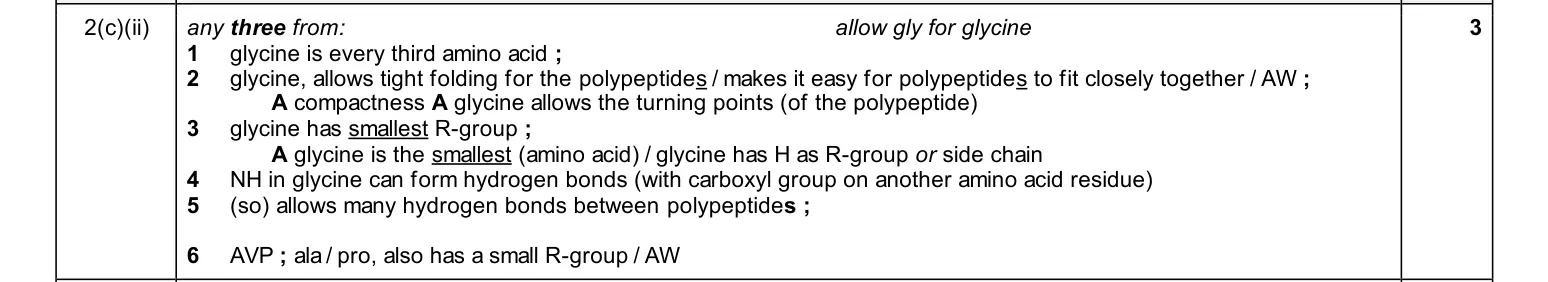 2(c)(ii) any three from: allow gly for glycine 3
1 glycine is every third amino acid ;
2 glycine, allows tight folding for the polypeptides / makes it easy for polypeptides to fit closely together / AW ;
A compactness A glycine allows the turning points (of the polypeptide)
3 glycine has smallest R-group ;
A glycine is the smallest (amino acid) / glycine has H as R-group or side chain
4 NH in glycine can form hydrogen bonds (with carboxyl group on another amino acid residue)
5 (so) allows many hydrogen bonds between polypeptides ;
6 AVP ; ala / pro, also has a small R-group / AW